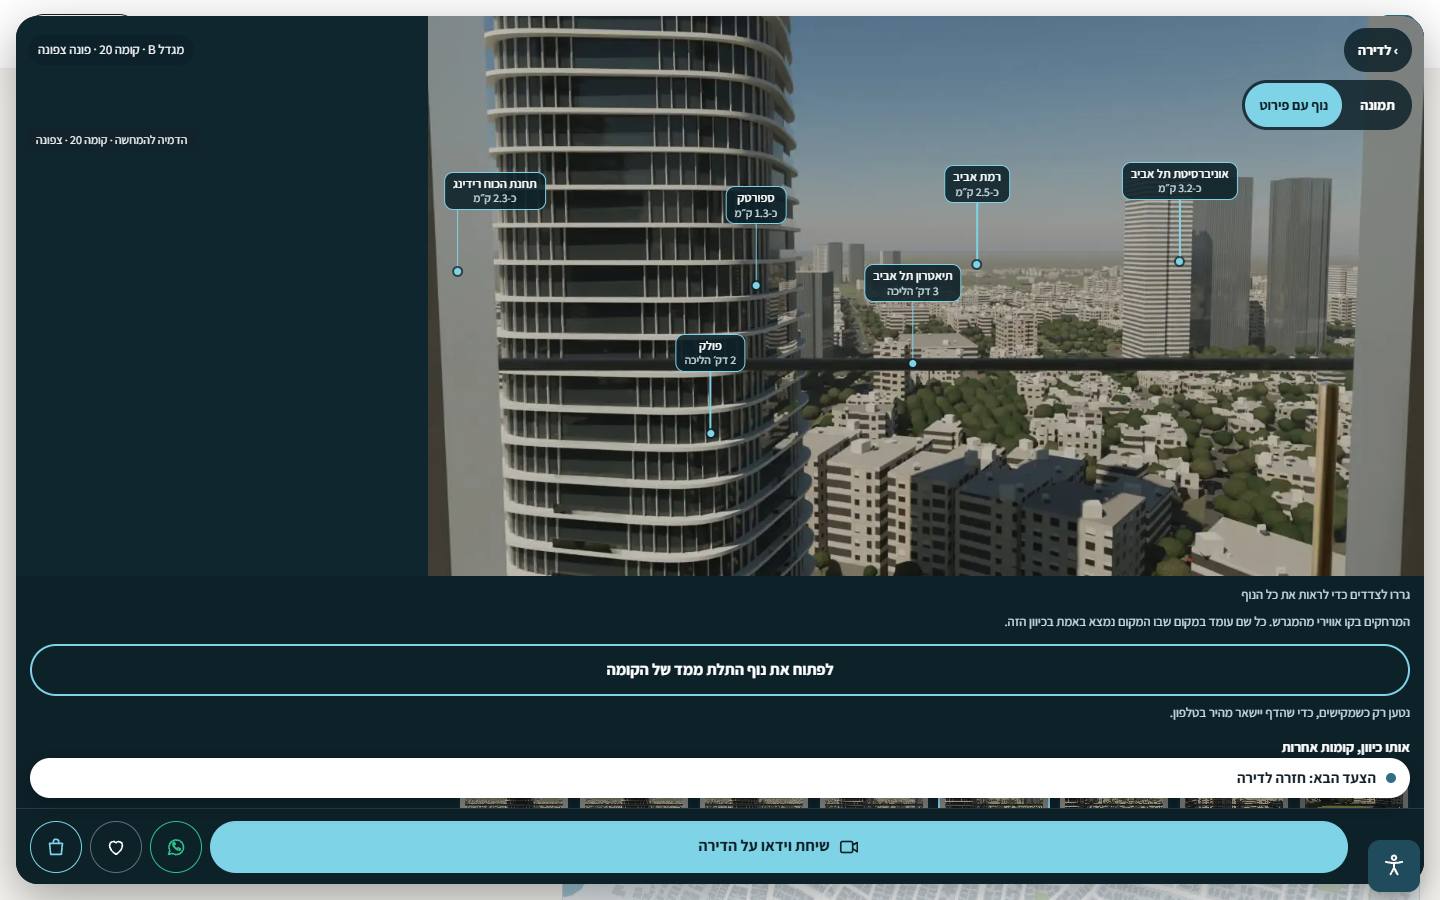 ‹ לדירה
מגדל B · קומה 20 · פונה צפונה
תמונה
נוף עם פירוט
הדמיה להמחשה · קומה 20 · צפונה
אוניברסיטת תל אביב
כ-3.2 ק״מ
רמת אביב
כ-2.5 ק״מ
תחנת הכוח רידינג
כ-2.3 ק״מ
ספורטק
כ-1.3 ק״מ
תיאטרון תל אביב
3 דק׳ הליכה
פולק
2 דק׳ הליכה
גררו לצדדים כדי לראות את כל הנוף
המרחקים בקו אווירי מהמגרש. כל שם עומד במקום שבו המקום נמצא באמת בכיוון הזה.
לפתוח את נוף התלת ממד של הקומה
נטען רק כשמקישים, כדי שהדף יישאר מהיר בטלפון.
אותו כיוון, קומות אחרות
הצעד הבא: חזרה לדירה
שיחת וידאו על הדירה